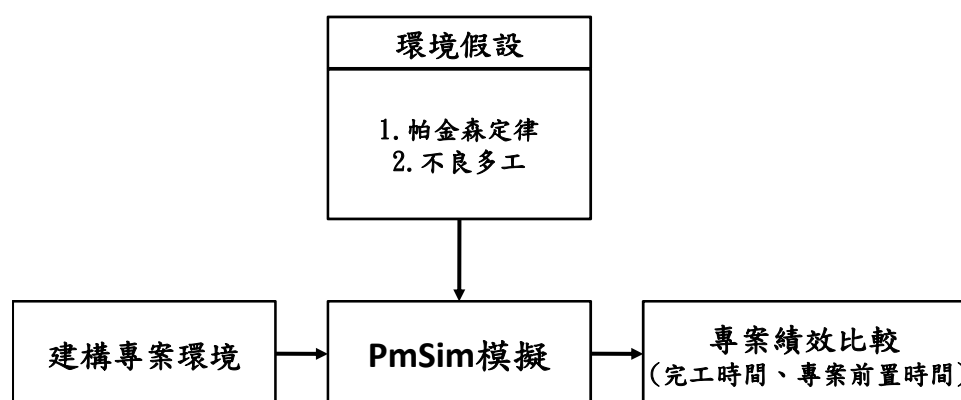 環境假設
1.帕金森定律
2.不良多工
建構專案環境
PmSim模擬
專案績效比較
(完工時間、專案前置時間)